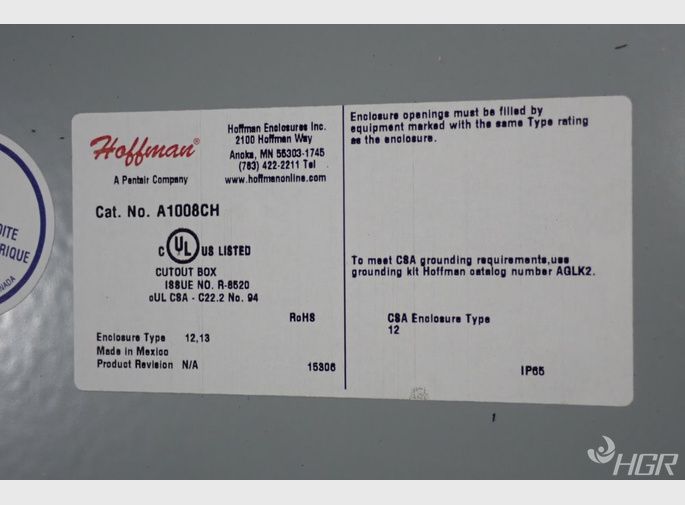 Hoffman®
A Pentair Company
Hoffman Enclosures Inc.
2100 Hoffman Way
Anoka, MN 55303-1745
(763) 422-2211 Tel
www.hoffmanonline.com
Cat. No. A1008CH
C UL US LISTED
CUTOUT BOX
ISSUE NO. R-8520
cUL CSA - C22.2 No. 94
RoHS
Enclosure Type 12,13
Made in Mexico
Product Revision N/A
15306
Enclosure openings must be filled by
equipment marked with the same Type rating
as the enclosure.
To meet CSA grounding requirements,use
grounding kit Hoffman catalog number AGLK2.
CSA Enclosure Type
12
IP65
OITE
RIQUE
NADA
HGR